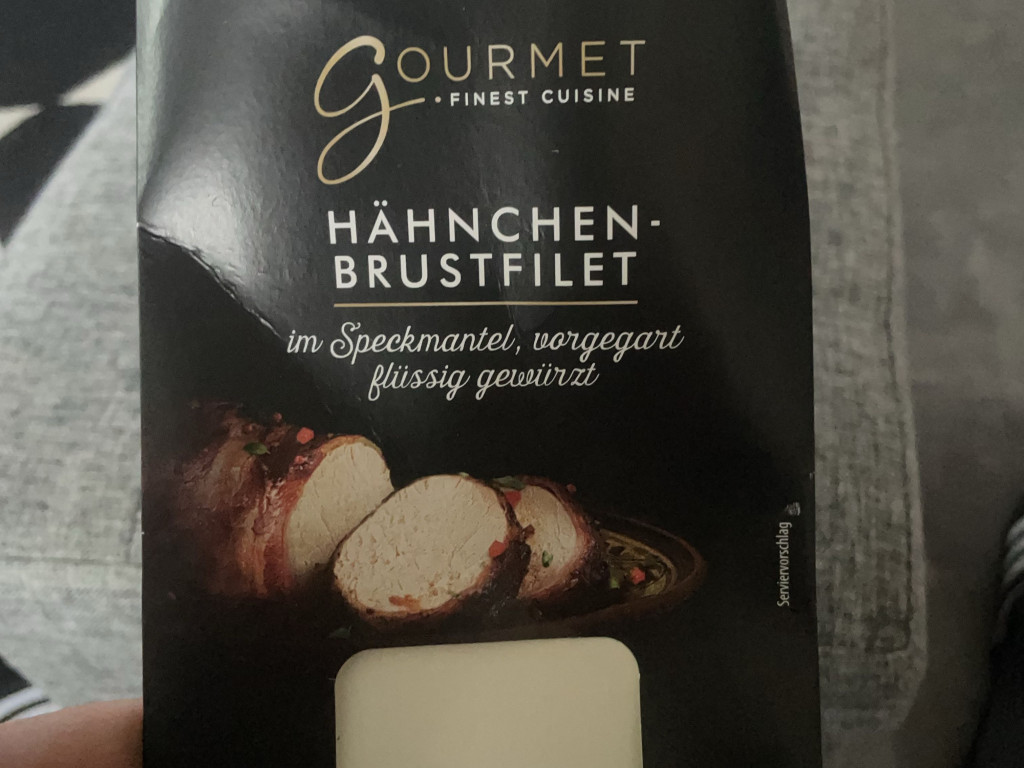 GOURMET
• FINEST CUISINE
HÄHNCHEN-
BRUSTFILET
im Speckmantel, vorgegart
flüssig gewürzt
Serviervorschlag